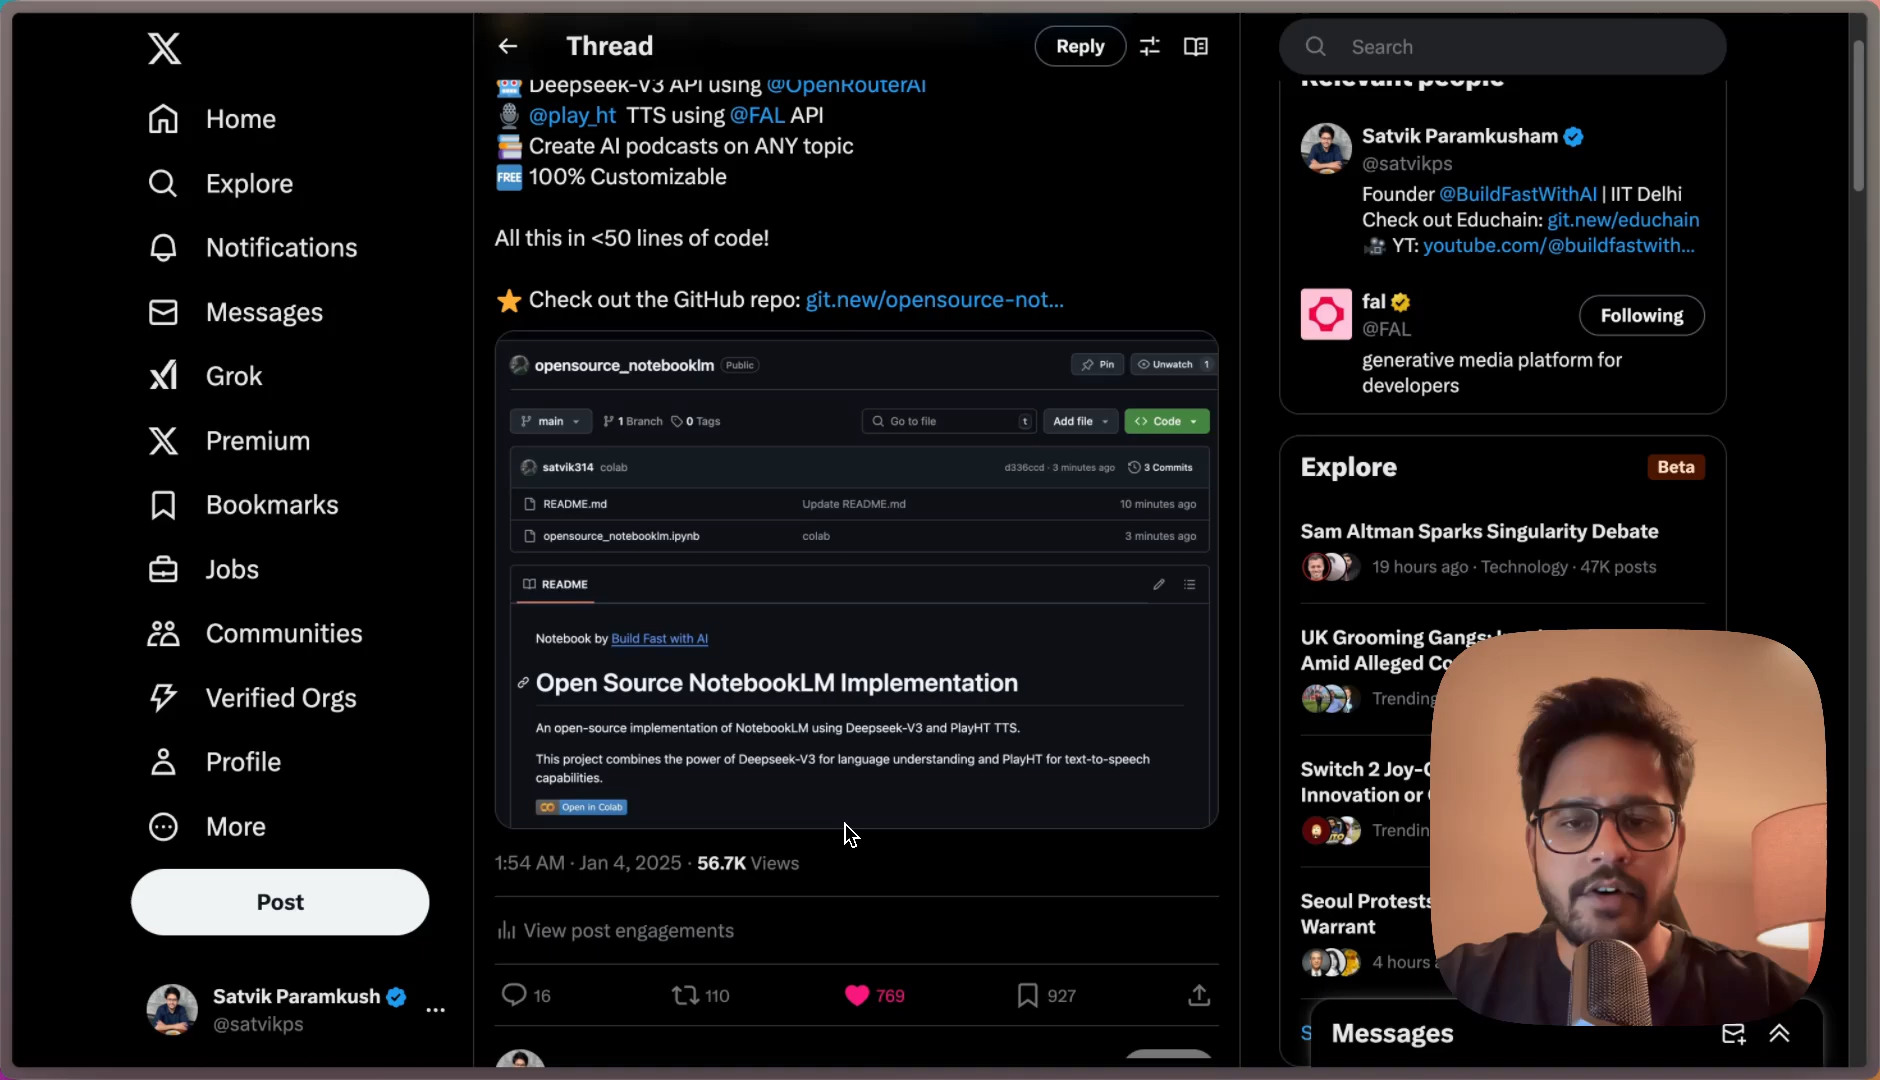 Home
Explore
Notifications
Messages
Grok
Premium
Bookmarks
Jobs
Communities
Verified Orgs
Profile
More
Post
Satvik Paramkush
@satvikps
Thread
Reply
Deepseek-V3 API using @OpenRouterAI
@play_ht TTS using @FAL API
Create AI podcasts on ANY topic
FREE 100% Customizable
All this in <50 lines of code!
Check out the GitHub repo: git.new/opensource-not...
opensource_notebooklm Public
Pin
Unwatch 1
main
1 Branch
0 Tags
Go to file t
Add file
<> Code
satvik314 colab
d336ccd · 3 minutes ago
3 Commits
README.md Update README.md 10 minutes ago
opensource_notebooklm.ipynb colab 3 minutes ago
README
Notebook by Build Fast with AI
Open Source NotebookLM Implementation
An open-source implementation of NotebookLM using Deepseek-V3 and PlayHT TTS.
This project combines the power of Deepseek-V3 for language understanding and PlayHT for text-to-speech
capabilities.
Open in Colab
1:54 AM · Jan 4, 2025 · 56.7K Views
View post engagements
16
110
769
927
Search
Relevant people
Satvik Paramkusham
@satvikps
Founder @BuildFastWithAI | IIT Delhi
Check out Educhain: git.new/educhain
YT: youtube.com/@buildfastwith...
fal
@FAL
Following
generative media platform for
developers
Explore
Beta
Sam Altman Sparks Singularity Debate
19 hours ago · Technology · 47K posts
UK Grooming Gangs:
Amid Alleged
Trending
Switch 2 Joy-
Innovation or
Trending
Seoul Protests
Warrant
4 hours
Messages